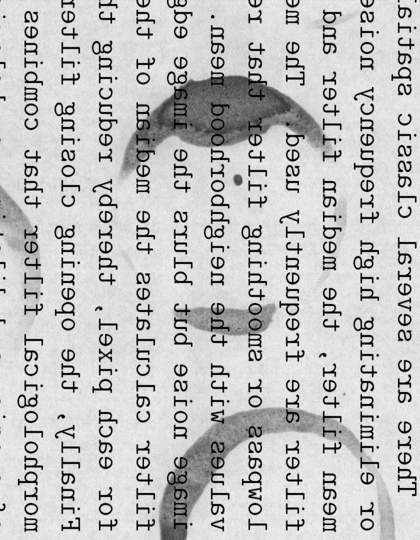 There are several classic spatial
or eliminating high frequency noise
mean filter, the median filter and
filter are frequently used. The me
lowpass or smoothing filter that re
values with the neighborhood mean.
image noise but blurs the image edg
filter calculates the median of the
for each pixel, thereby reducing th
Finally, the opening closing filter
morphological filter that combines